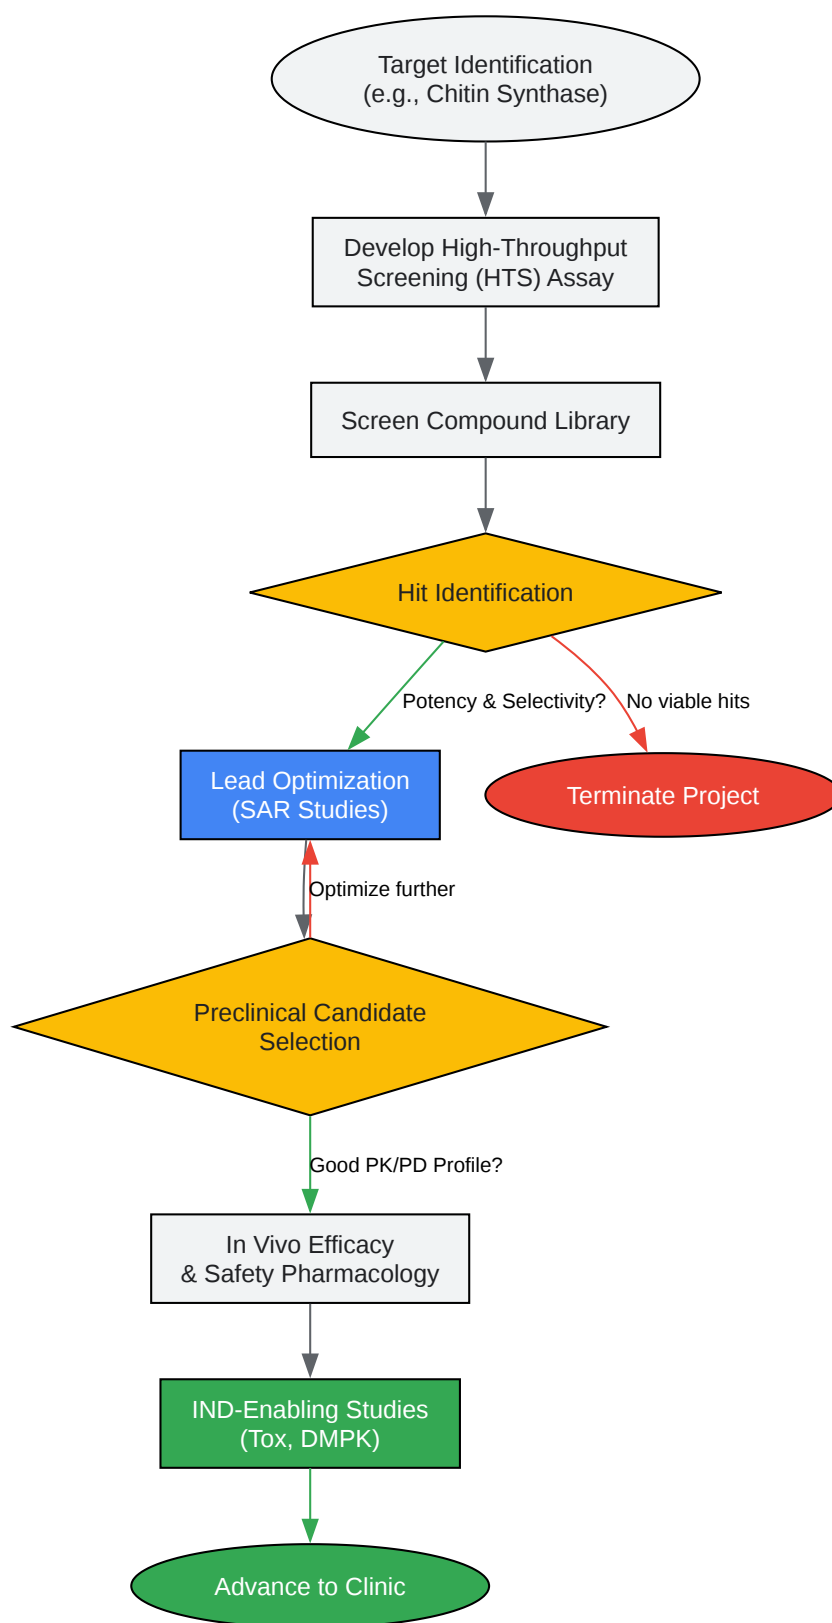 Target Identification
(e.g., Chitin Synthase)
Develop High-Throughput
Screening (HTS) Assay
Screen Compound Library
Hit Identification
Potency & Selectivity?
No viable hits
Lead Optimization
(SAR Studies)
Terminate Project
Optimize further
Preclinical Candidate
Selection
Good PK/PD Profile?
In Vivo Efficacy
& Safety Pharmacology
IND-Enabling Studies
(Tox, DMPK)
Advance to Clinic